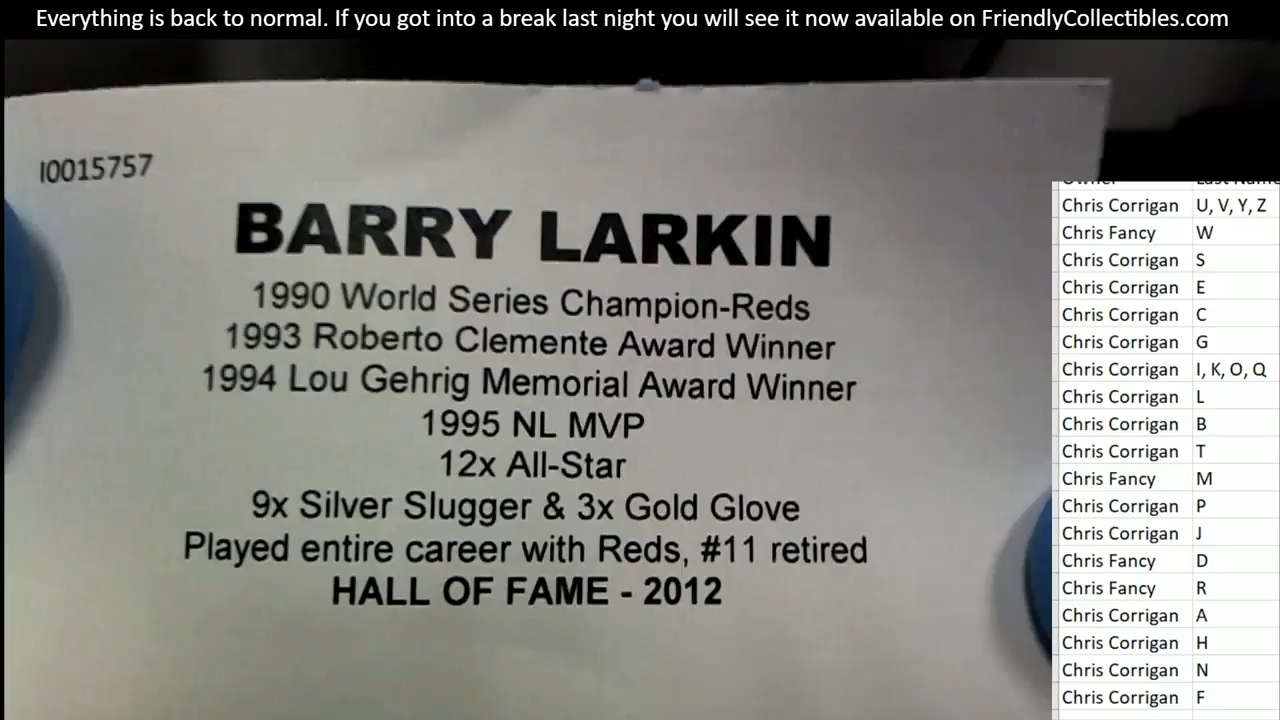 Everything is back to normal. If you got into a break last night you will see it now available on FriendlyCollectibles.com
I0015757
BARRY LARKIN
1990 World Series Champion-Reds
1993 Roberto Clemente Award Winner
1994 Lou Gehrig Memorial Award Winner
1995 NL MVP
12x All-Star
9x Silver Slugger & 3x Gold Glove
Played entire career with Reds, #11 retired
HALL OF FAME - 2012
Owner Last Name
Chris Corrigan U, V, Y, Z
Chris Fancy W
Chris Corrigan S
Chris Corrigan E
Chris Corrigan C
Chris Corrigan G
Chris Corrigan I, K, O, Q
Chris Corrigan L
Chris Corrigan B
Chris Corrigan T
Chris Fancy M
Chris Corrigan P
Chris Corrigan J
Chris Fancy D
Chris Fancy R
Chris Corrigan A
Chris Corrigan H
Chris Corrigan N
Chris Corrigan F